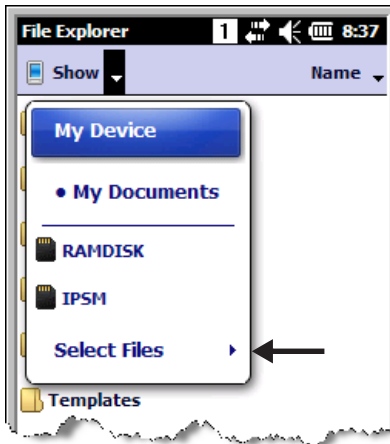 File Explorer 1 8:37
Show Name
My Device
• My Documents
RAMDISK
IPSM
Select Files
Templates